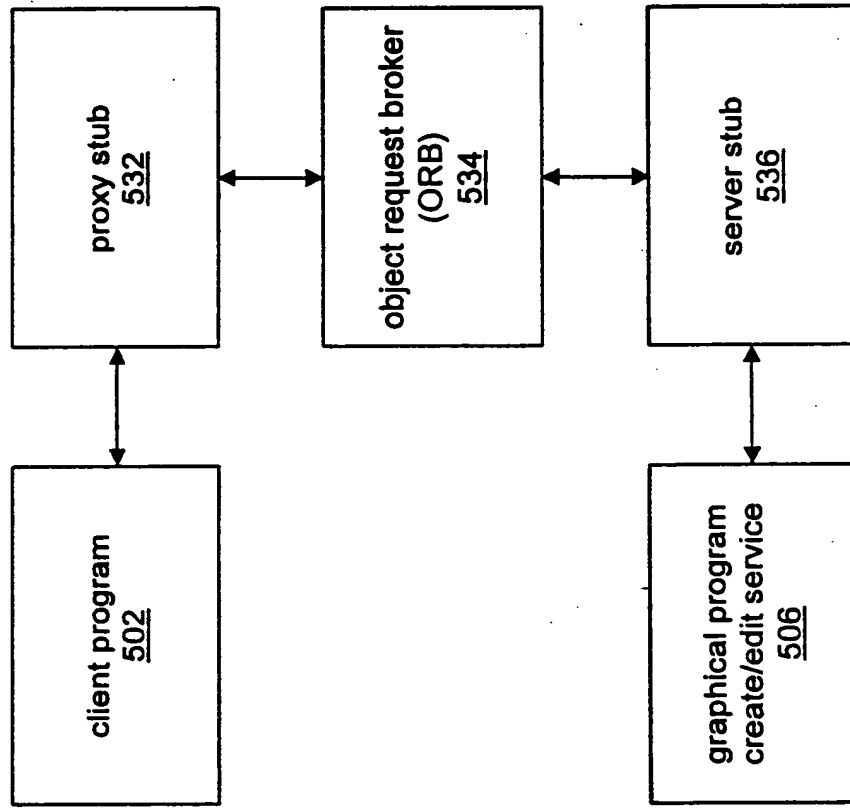 client program
502
proxy stub
532
object request broker
(ORB)
534
graphical program
create/edit service
506
server stub
536